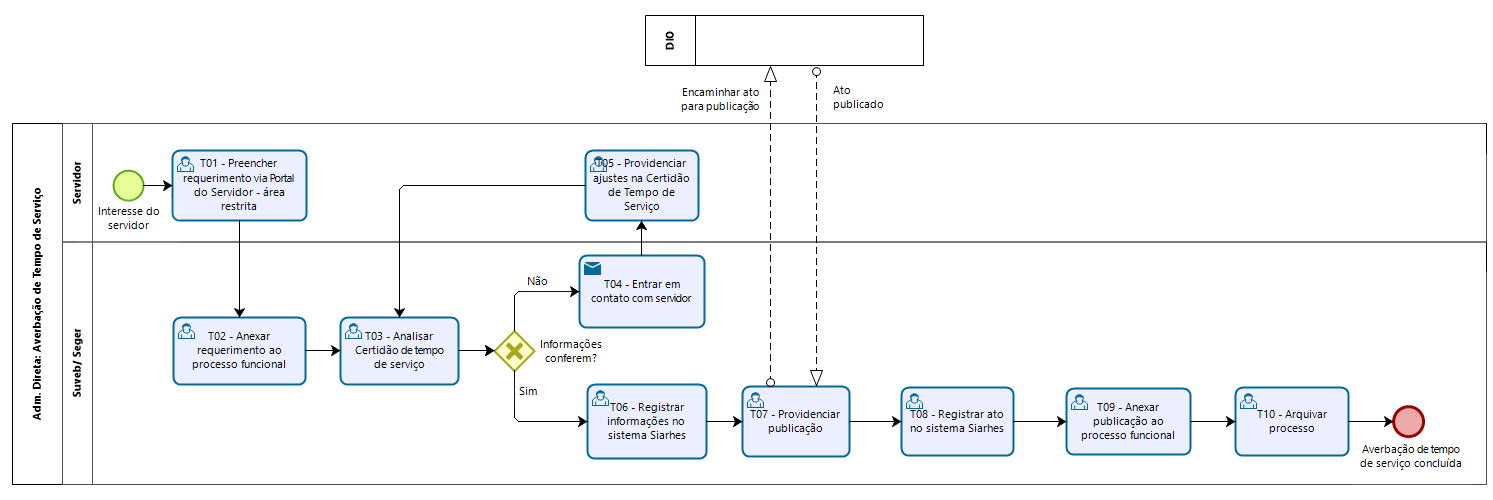 DIO
Encaminhar ato
para publicação
Ato
publicado
Adm. Direta: Averbação de Tempo de Serviço
Servidor
Interesse do
servidor
T01 - Preencher
requerimento via Portal
do Servidor - área
restrita
T05 - Providenciar
ajustes na Certidão
de Tempo de
Serviço
Suveb/ Seger
T02 - Anexar
requerimento ao
processo funcional
T03 - Analisar
Certidão de tempo
de serviço
Informações
conferem?
Não
T04 - Entrar em
contato com servidor
Sim
T06 - Registrar
informações no
sistema Siarhes
T07 - Providenciar
publicação
T08 - Registrar ato
no sistema Siarhes
T09 - Anexar
publicação ao
processo funcional
T10 - Arquivar
processo
Averbação de tempo
de serviço concluída